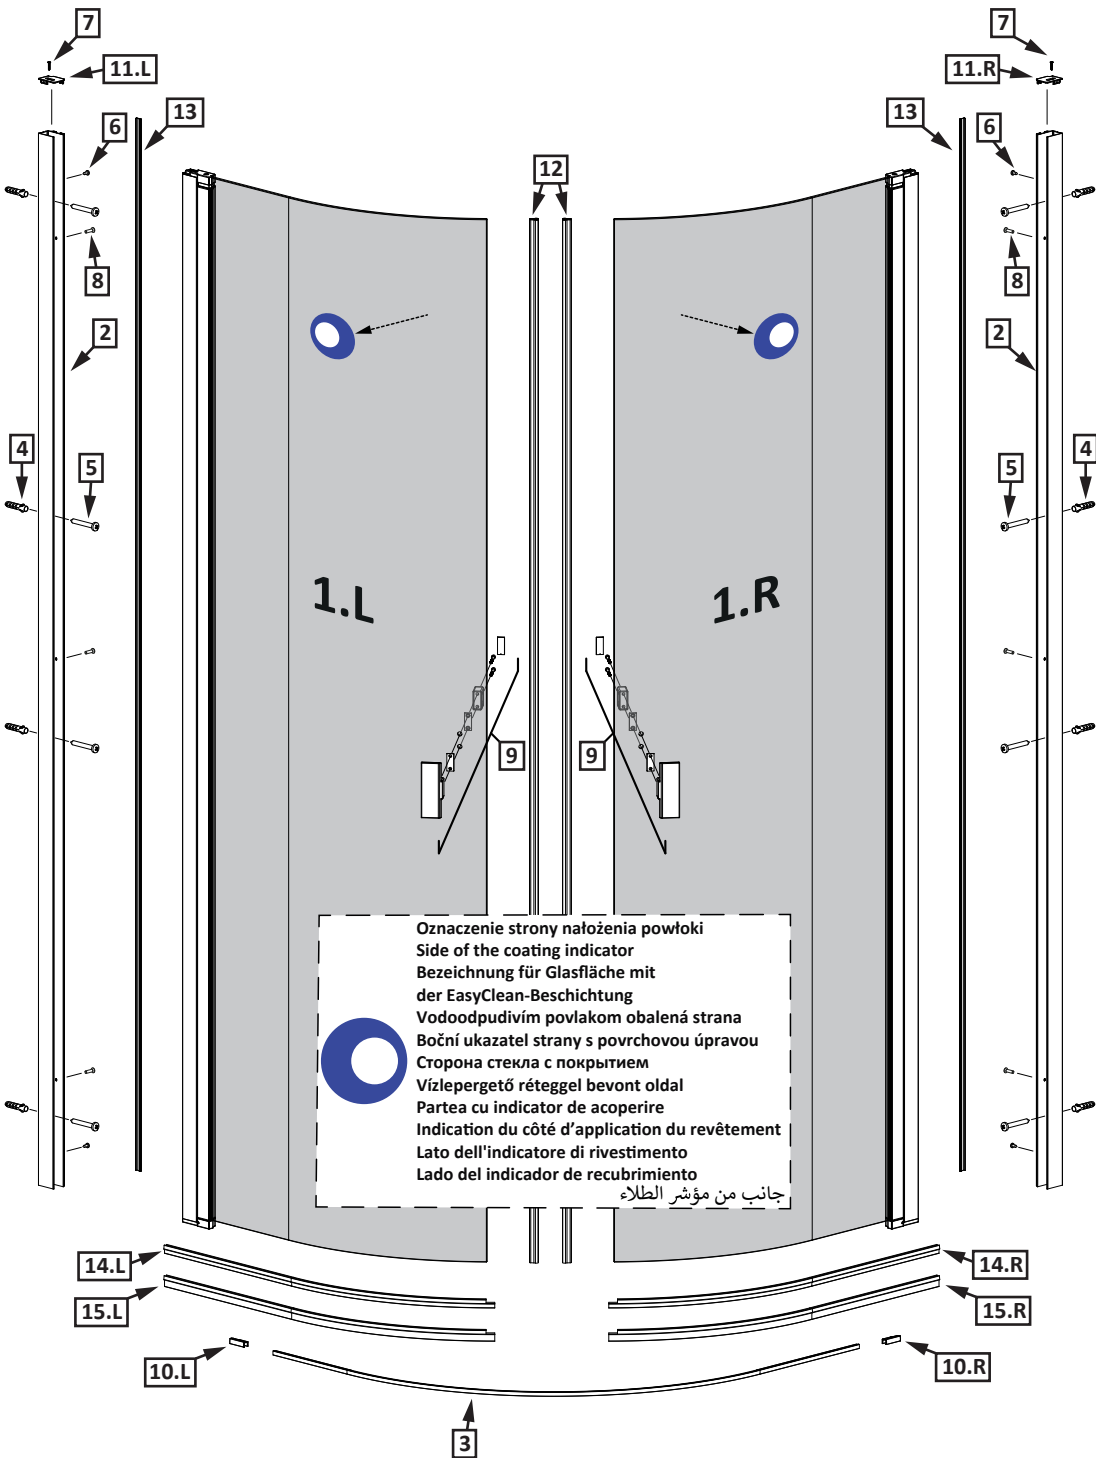 7
7
11.L
11.R
13
13
6
6
12
8
8
2
2
4
5
5
4
1.L
1.R
9
9
Oznaczenie strony nałożenia powłoki
Side of the coating indicator
Bezeichnung für Glasfläche mit
der EasyClean-Beschichtung
Vodoodpudivím povlakom obalená strana
Boční ukazatel strany s povrchovou úpravou
Сторона стекла с покрытием
Vízlepergető réteggel bevont oldal
Partea cu indicator de acoperire
Indication du côté d'application du revêtement
Lato dell'indicatore di rivestimento
Lado del indicador de recubrimiento
جانب من مؤشر الطلاء
14.L
14.R
15.L
15.R
10.L
10.R
3